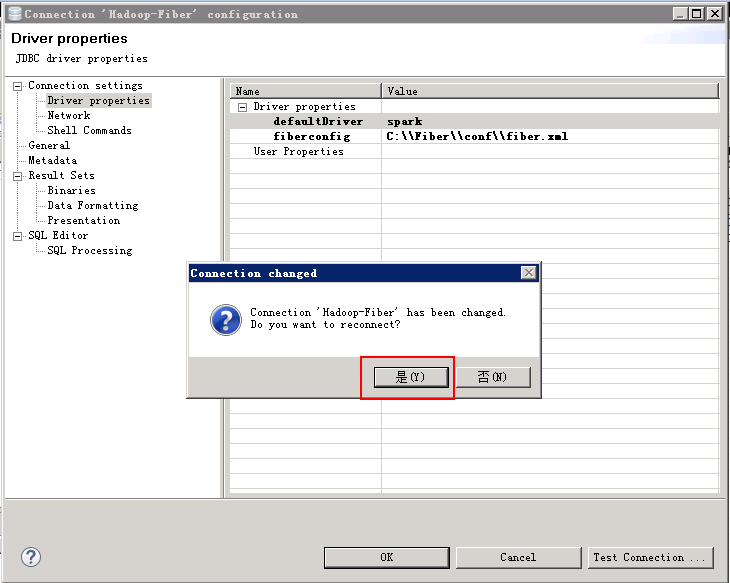 Connection 'Hadoop-Fiber' configuration
Driver properties
JDBC driver properties
Connection settings
Driver properties
Network
Shell Commands
General
Metadata
Result Sets
Binaries
Data Formatting
Presentation
SQL Editor
SQL Processing
Name Value
Driver properties
defaultDriver spark
fiberconfig C:\\Fiber\\conf\\fiber.xml
User Properties
Connection changed
Connection 'Hadoop-Fiber' has been changed.
Do you want to reconnect?
是(Y) 否(N)
OK Cancel Test Connection ...